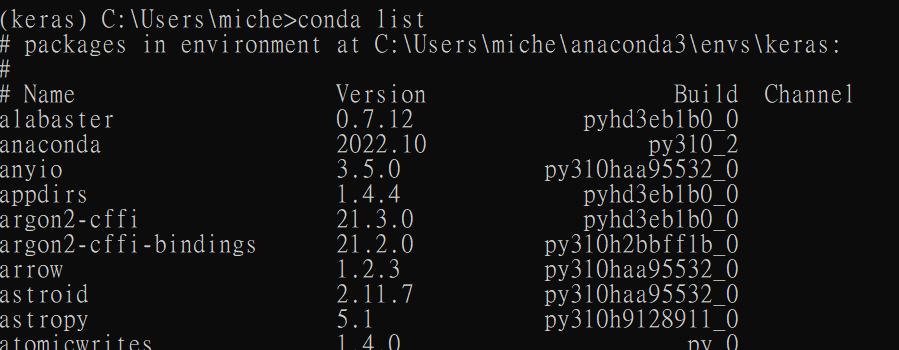 (keras) C:\Users\miche>conda list
# packages in environment at C:\Users\miche\anaconda3\envs\keras:
#
# Name Version Build Channel
alabaster 0.7.12 pyhd3eb1b0_0
anaconda 2022.10 py310_2
anyio 3.5.0 py310haa95532_0
appdirs 1.4.4 pyhd3eb1b0_0
argon2-cffi 21.3.0 pyhd3eb1b0_0
argon2-cffi-bindings 21.2.0 py310h2bbff1b_0
arrow 1.2.3 py310haa95532_0
astroid 2.11.7 py310haa95532_0
astropy 5.1 py310h9128911_0
atomicwrites 1.4.0 py_0